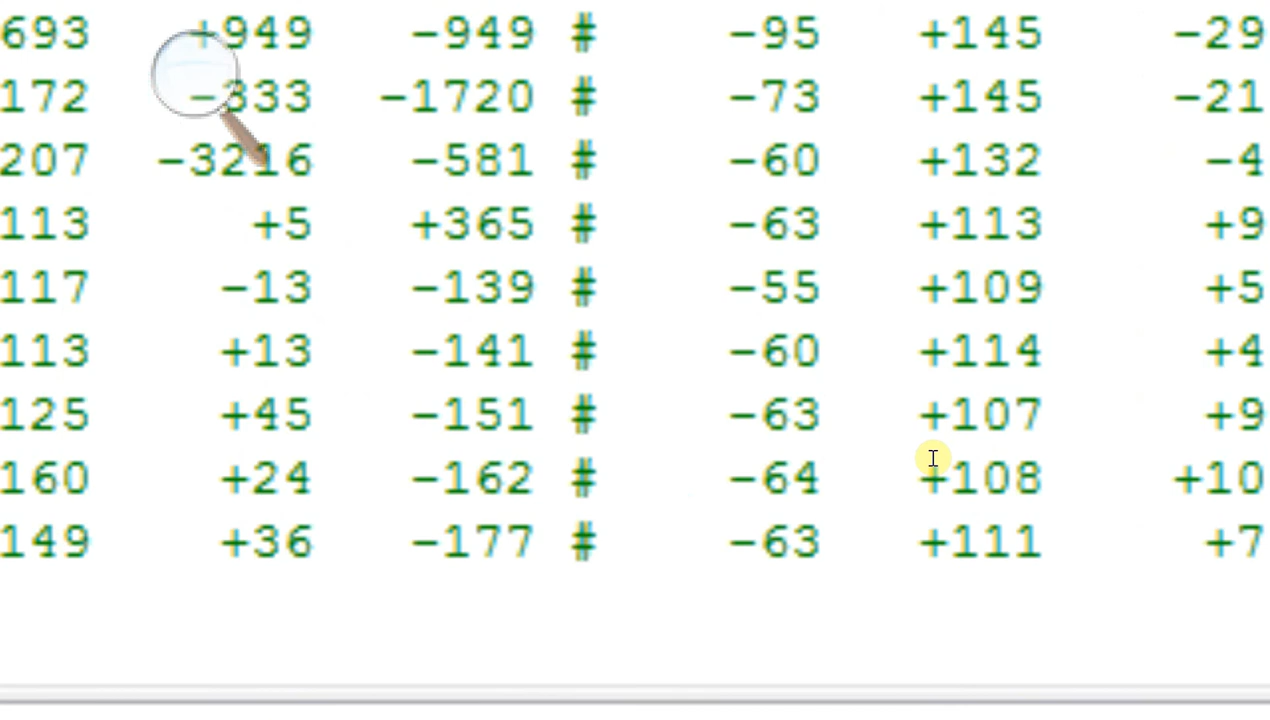 693 +949 -949 # -95 +145 -29
172 -333 -1720 # -73 +145 -21
207 -3216 -581 # -60 +132 -4
113 +5 +365 # -63 +113 +9
117 -13 -139 # -55 +109 +5
113 +13 -141 # -60 +114 +4
125 +45 -151 # -63 +107 +9
160 +24 -162 # -64 +108 +10
149 +36 -177 # -63 +111 +7